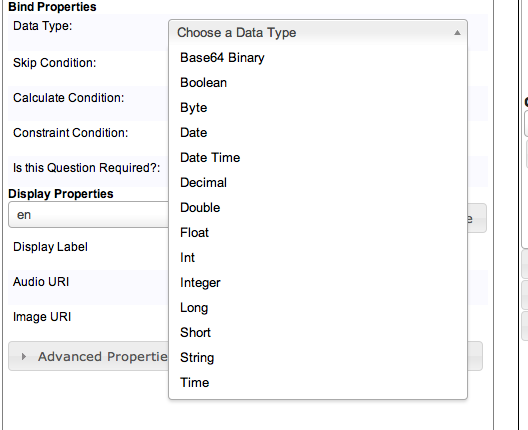 Bind Properties
Data Type:
Choose a Data Type
Base64 Binary
Boolean
Byte
Date
Date Time
Decimal
Double
Float
Int
Integer
Long
Short
String
Time
Skip Condition:
Calculate Condition:
Constraint Condition:
Is this Question Required?:
Display Properties
en
e
Display Label
Audio URI
Image URI
Advanced Propertie